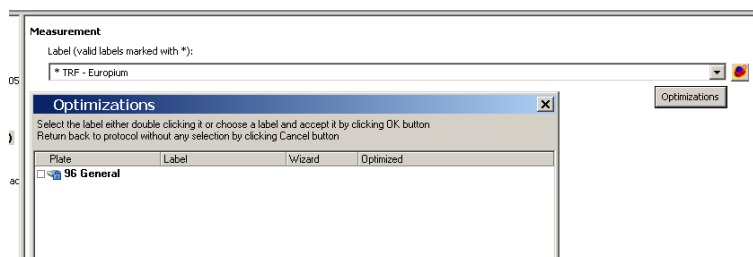 Measurement
Label (valid labels marked with *):
* TRF - Europium
05
Optimizations
Optimizations
Select the label either double clicking it or choose a label and accept it by clicking OK button
Return back to protocol without any selection by clicking Cancel button
Plate Label Wizard Optimized
96 General
ac